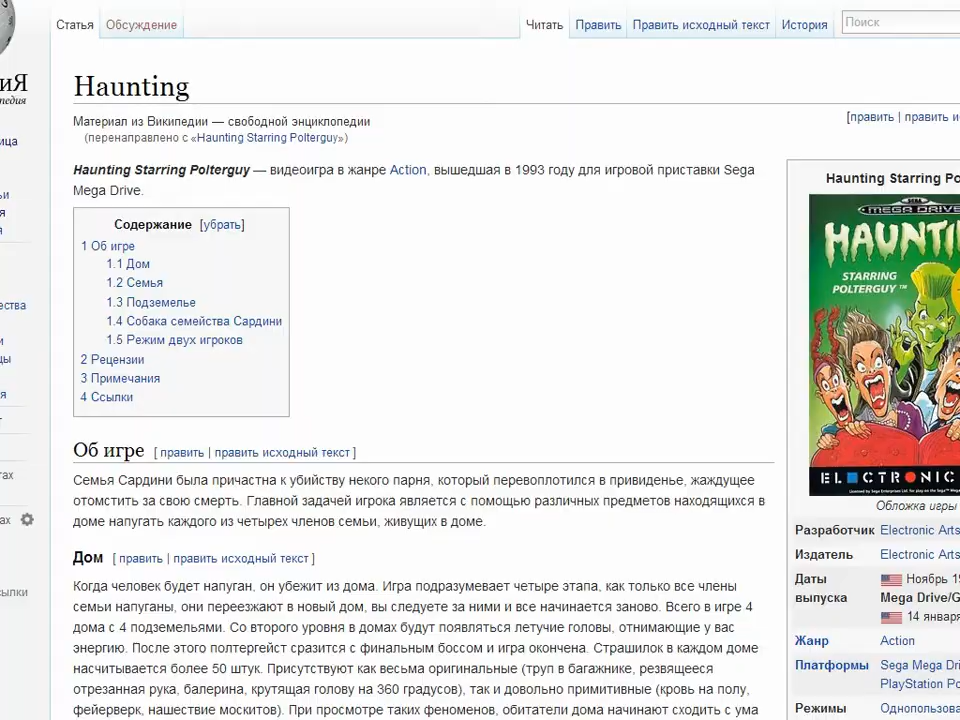 Статья
Обсуждение
Читать
Править
Править исходный текст
История
Поиск
Haunting
Материал из Википедии — свободной энциклопедии
(перенаправлено с «Haunting Starring Polterguy»)
[править | править и
Haunting Starring Polterguy — видеоигра в жанре Action, вышедшая в 1993 году для игровой приставки Sega
Mega Drive.
Содержание [убрать]
1 Об игре
1.1 Дом
1.2 Семья
1.3 Подземелье
1.4 Собака семейства Сардини
1.5 Режим двух игроков
2 Рецензии
3 Примечания
4 Ссылки
Об игре [ править | править исходный текст ]
Семья Сардини была причастна к убийству некого парня, который перевоплотился в привиденье, жаждущее
отомстить за свою смерть. Главной задачей игрока является с помощью различных предметов находящихся в
доме напугать каждого из четырех членов семьи, живущих в доме.
Дом [ править | править исходный текст ]
Когда человек будет напуган, он убежит из дома. Игра подразумевает четыре этапа, как только все члены
семьи напуганы, они переезжают в новый дом, вы следуете за ними и все начинается заново. Всего в игре 4
дома с 4 подземельями. Со второго уровня в домах будут появляться летучие головы, отнимающие у вас
энергию. После этого полтергейст сразится с финальным боссом и игра окончена. Страшилок в каждом доме
насчитывается более 50 штук. Присутствуют как весьма оригинальные (труп в багажнике, резвящееся
отрезанная рука, балерина, крутящая голову на 360 градусов), так и довольно примитивные (кровь на полу,
фейерверк, нашествие москитов). При просмотре таких феноменов, обитатели дома начинают сходить с ума
Haunting Starring Po
SEGA
MEGA DRIVE
HAUNTI
STARRING
POLTERGUY ™
ELECTRONIC
Обложка игры
Разработчик Electronic Arts
Издатель Electronic Arts
Даты
выпуска
Ноябрь 19
Mega Drive/G
14 января
Жанр Action
Платформы Sega Mega Dri
PlayStation Po
Режимы Однопользова